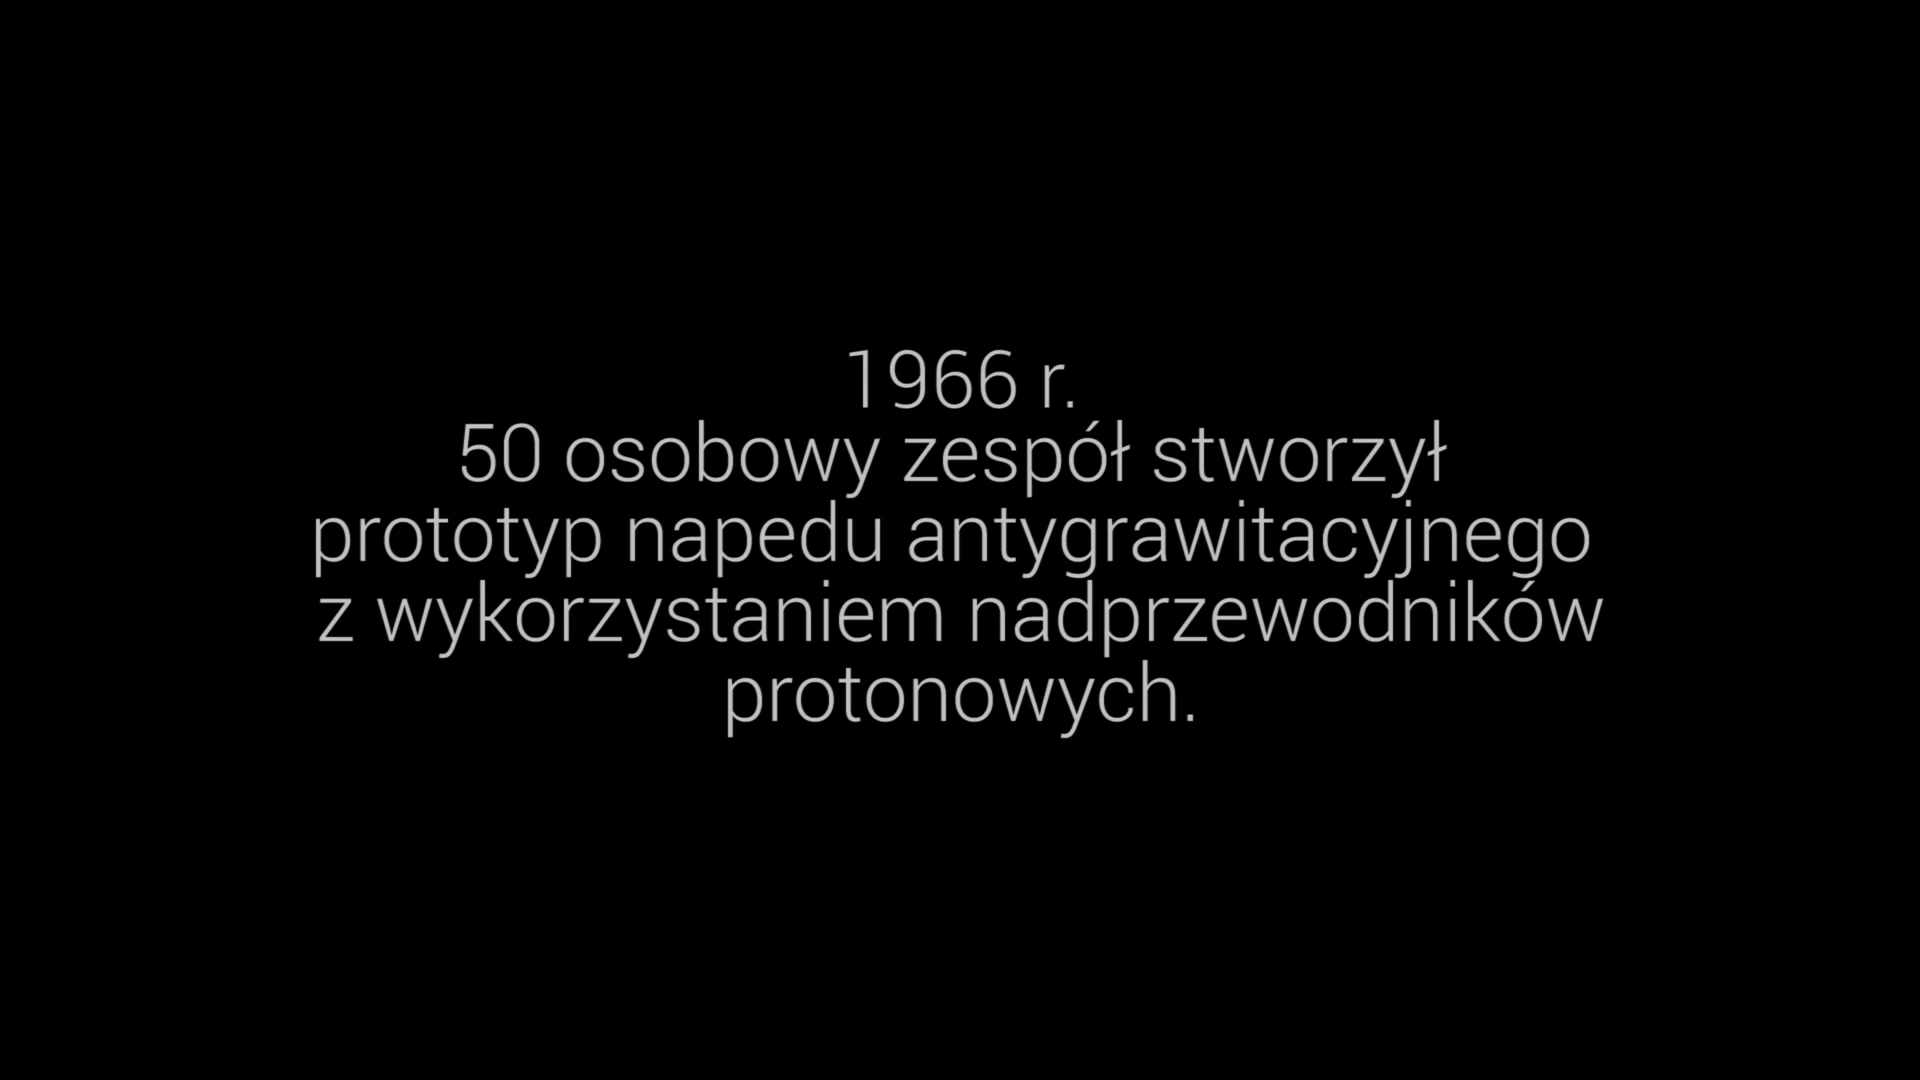 1966 r.
50 osobowy zespół stworzył
prototyp napedu antygrawitacyjnego
z wykorzystaniem nadprzewodników
protonowych.